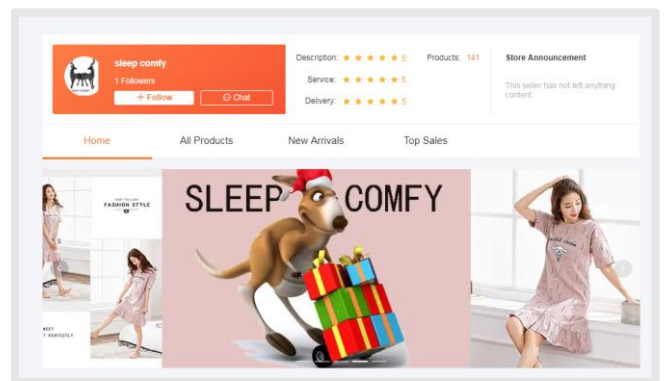 sleep comfy
1 Followers
+ Follow
Chat
Description: 5
Service: 5
Delivery: 5
Products: 141
Store Announcement
This seller has not left anything
content
Home
All Products
New Arrivals
Top Sales
FASHION STYLE
SLEEP COMFY